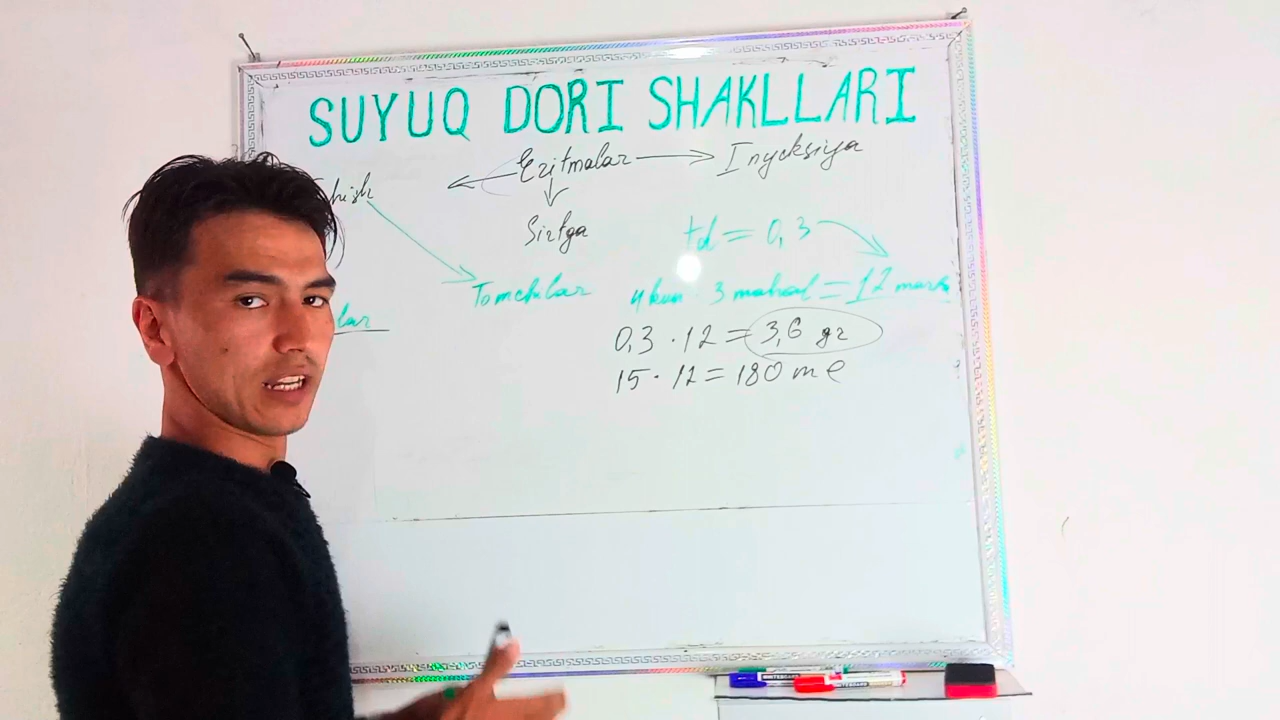 SUYUQ DORI SHAKLLARI
Eritmalar Inyeksiya
Sirtga
td = 0,3
Tomchilar 4 kun · 3 mahal = 12 marta
0,3 · 12 = 3,6 gr
15 · 12 = 180 ml
WHITEBOARD